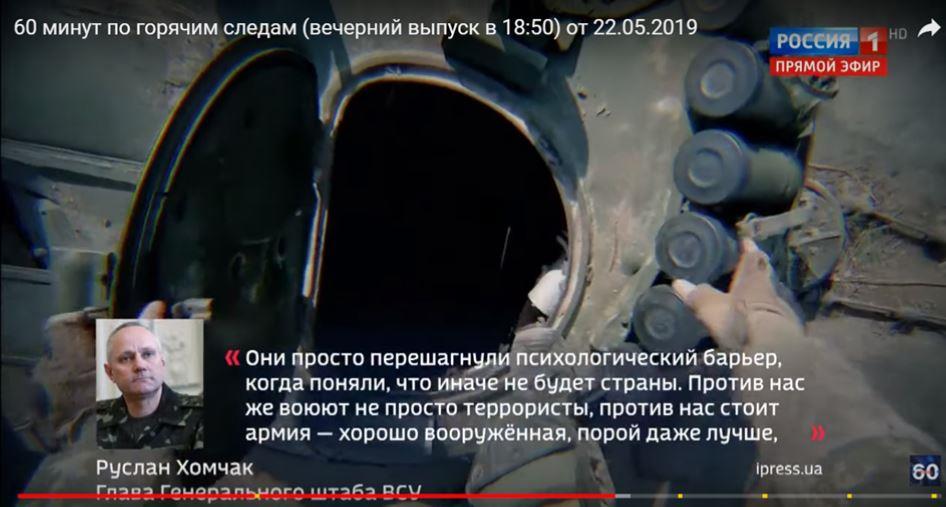 60 минут по горячим следам (вечерний выпуск в 18:50) от 22.05.2019
РОССИЯ 1 HD
ПРЯМОЙ ЭФИР
« Они просто перешагнули психологический барьер,
когда поняли, что иначе не будет страны. Против нас
же воюют не просто террористы, против нас стоит
армия — хорошо вооружённая, порой даже лучше, »
Руслан Хомчак
ipress.ua
Глава Генерального штаба ВСУ
60